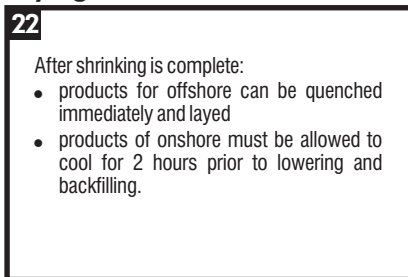 22
After shrinking is complete:
• products for offshore can be quenched
immediately and layed
• products of onshore must be allowed to
cool for 2 hours prior to lowering and
backfilling.